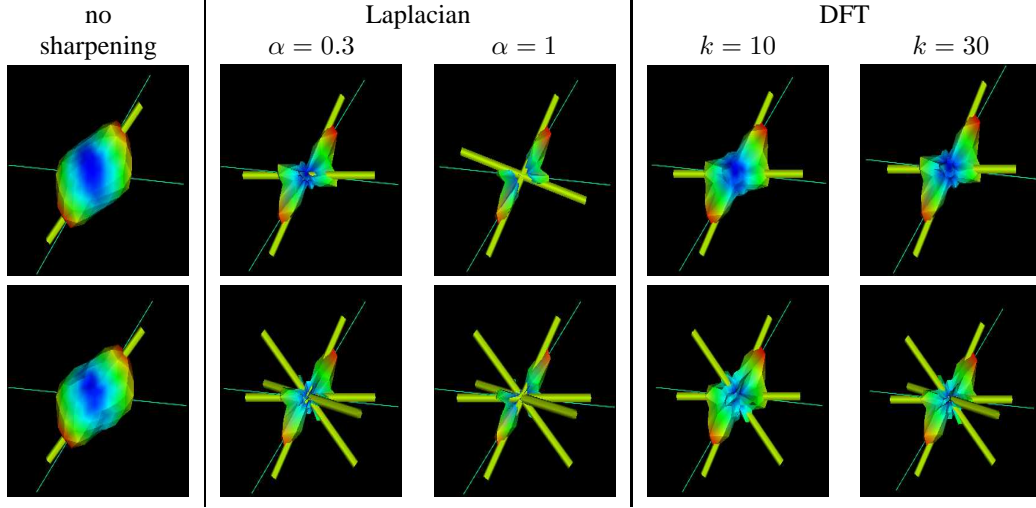 no
sharpening
Laplacian
α = 0.3
α = 1
DFT
k = 10
k = 30